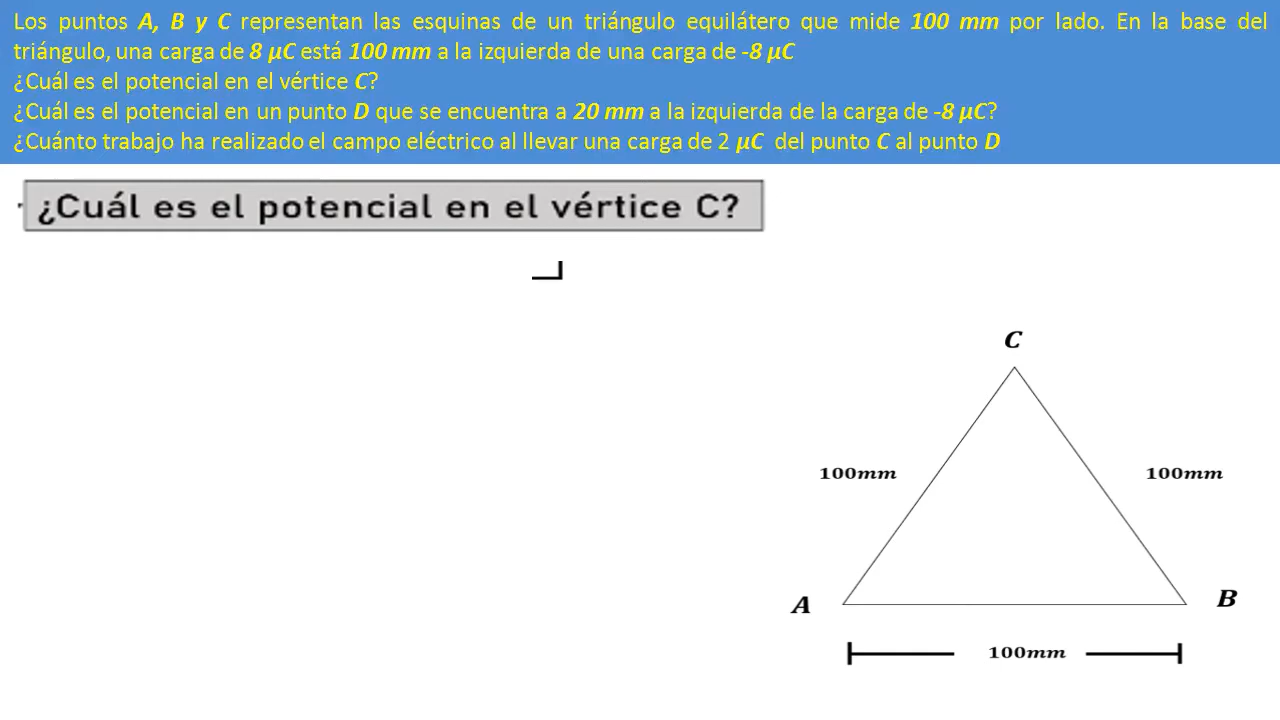 Los puntos A, B y C representan las esquinas de un triángulo equilátero que mide 100 mm por lado. En la base del
triángulo, una carga de 8 μC está 100 mm a la izquierda de una carga de -8 μC
¿Cuál es el potencial en el vértice C?
¿Cuál es el potencial en un punto D que se encuentra a 20 mm a la izquierda de la carga de -8 μC?
¿Cuánto trabajo ha realizado el campo eléctrico al llevar una carga de 2 μC del punto C al punto D
¿Cuál es el potencial en el vértice C?
C
100mm
100mm
A
B
100mm